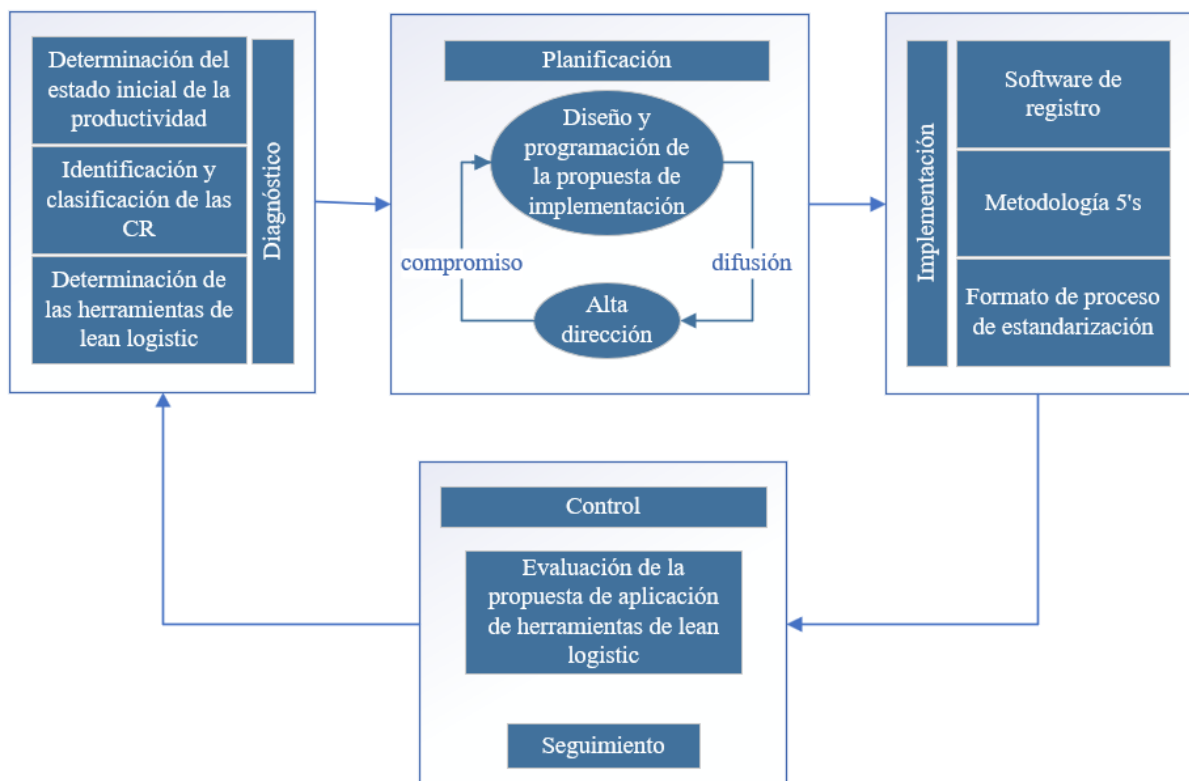 Determinación del
estado inicial de la
productividad
Identificación y
clasificación de las
CR
Determinación de
las herramientas de
lean logistic
Diagnóstico
Planificación
Diseño y
programación de
la propuesta de
implementación
compromiso
difusión
Alta
dirección
Implementación
Software de
registro
Metodología 5's
Formato de proceso
de estandarización
Control
Evaluación de la
propuesta de aplicación
de herramientas de lean
logistic
Seguimiento